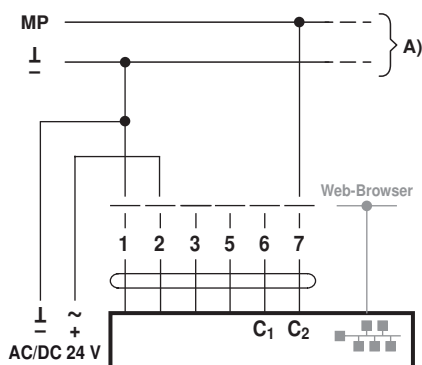 MP
A)
⊥
–
Web-Browser
1 2 3 5 6 7
⊥ ~
– +
C1 C2
AC/DC 24 V